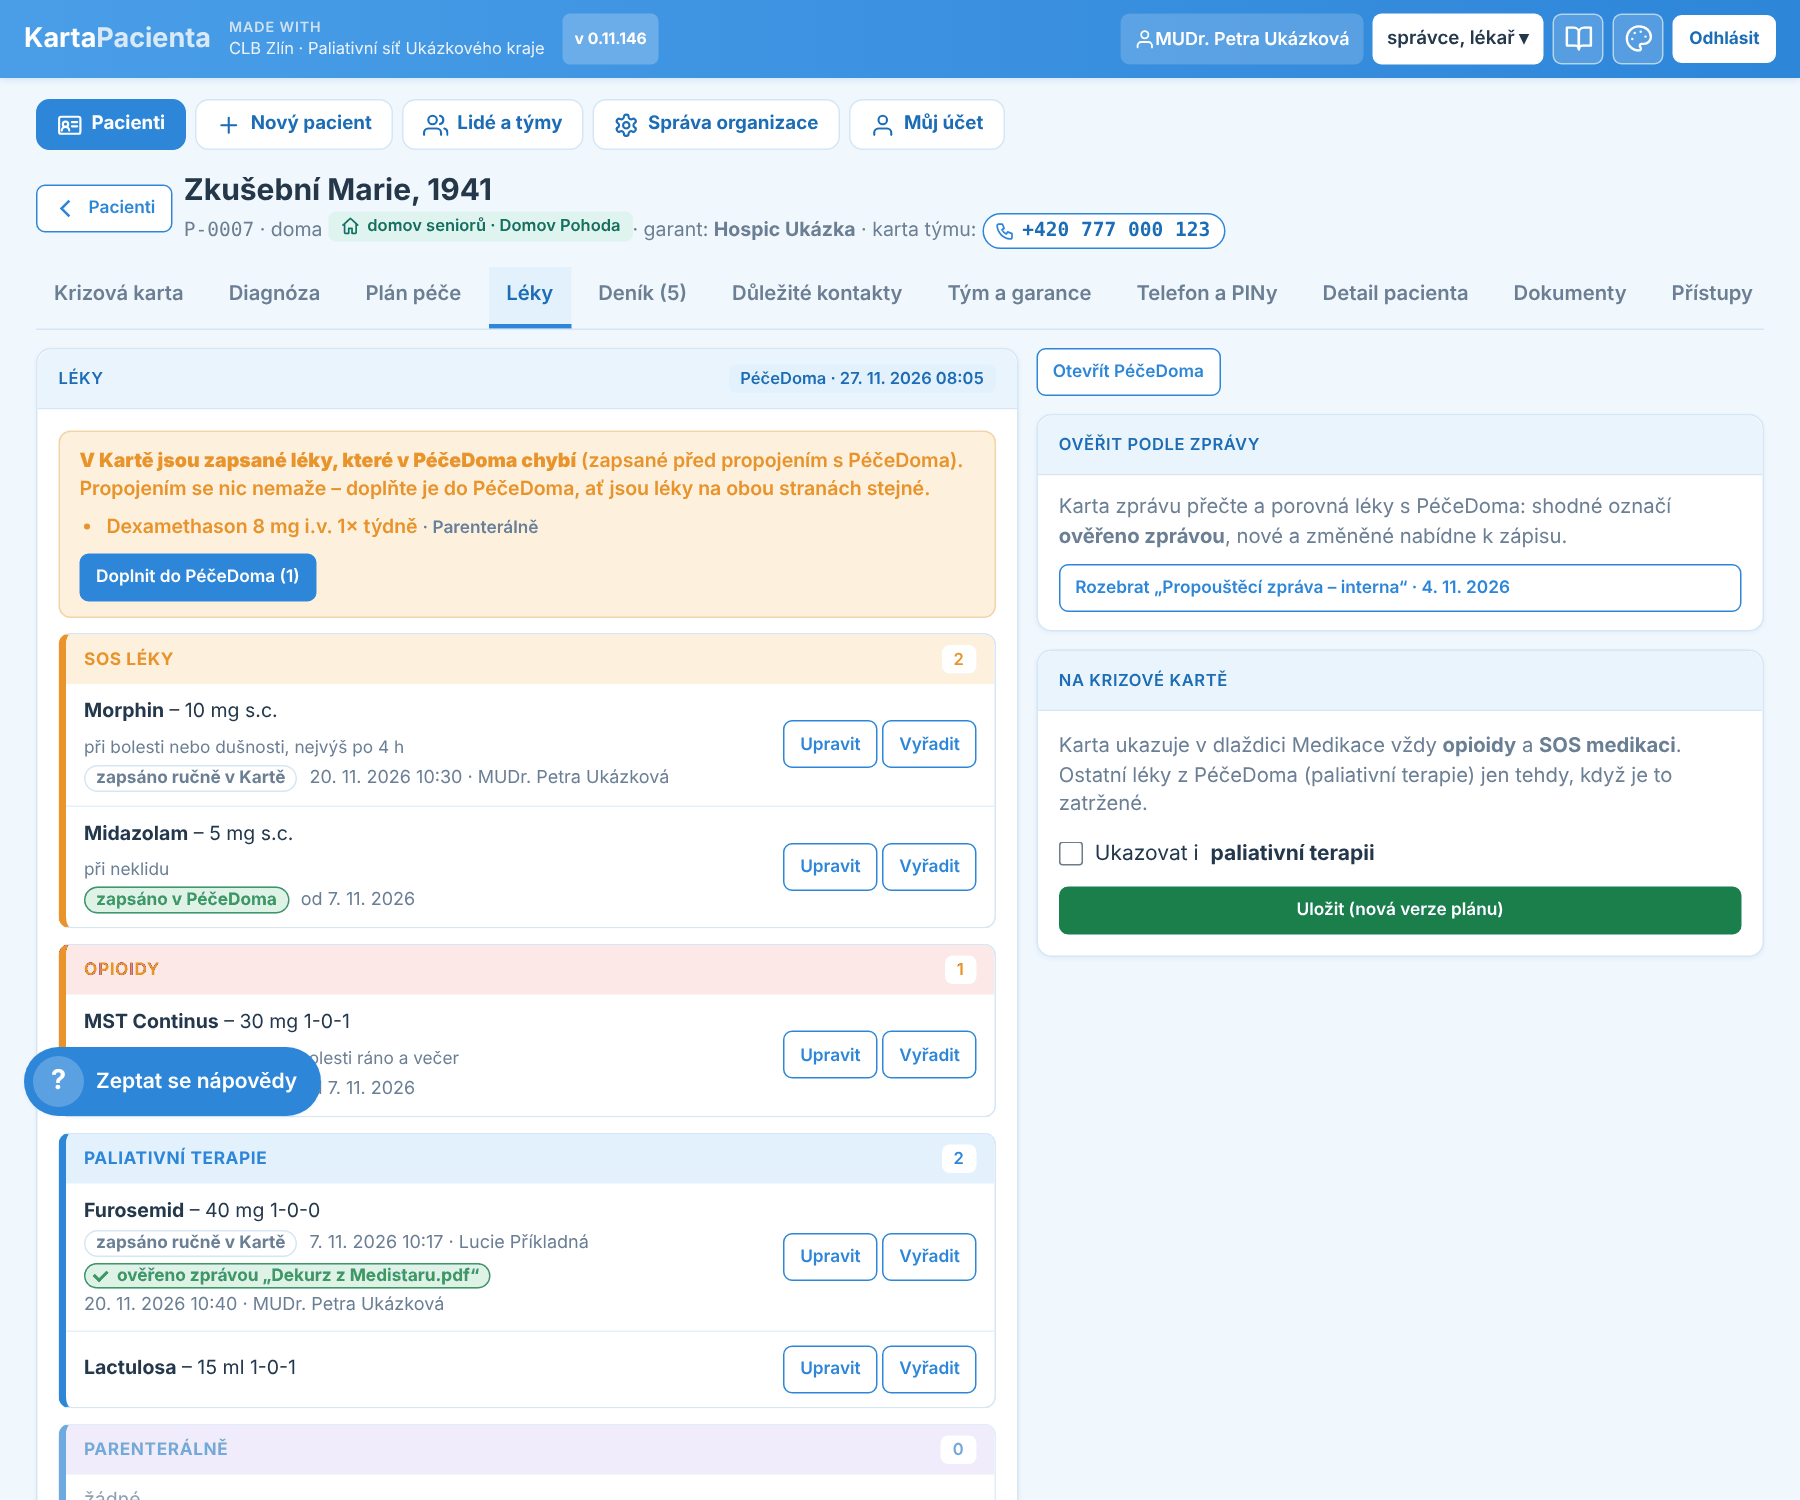 KartaPacienta
MADE WITH
CLB Zlín · Paliativní síť Ukázkového kraje
v 0.11.146
MUDr. Petra Ukázková
správce, lékař ▾
Odhlásit
Pacienti
Nový pacient
Lidé a týmy
Správa organizace
Můj účet
Pacienti
Zkušební Marie, 1941
P-0007 · doma domov seniorů · Domov Pohoda · garant: Hospic Ukázka · karta týmu: +420 777 000 123
Krizová karta
Diagnóza
Plán péče
Léky
Deník (5)
Důležité kontakty
Tým a garance
Telefon a PINy
Detail pacienta
Dokumenty
Přístupy
LÉKY
PéčeDoma · 27. 11. 2026 08:05
V Kartě jsou zapsané léky, které v PéčeDoma chybí (zapsané před propojením s PéčeDoma).
Propojením se nic nemaže – doplňte je do PéčeDoma, ať jsou léky na obou stranách stejné.
• Dexamethason 8 mg i.v. 1× týdně · Parenterálně
Doplnit do PéčeDoma (1)
SOS LÉKY
2
Morphin – 10 mg s.c.
při bolesti nebo dušnosti, nejvýš po 4 h
zapsáno ručně v Kartě 20. 11. 2026 10:30 · MUDr. Petra Ukázková
Upravit
Vyřadit
Midazolam – 5 mg s.c.
při neklidu
zapsáno v PéčeDoma od 7. 11. 2026
Upravit
Vyřadit
OPIOIDY
1
MST Continus – 30 mg 1-0-1
olesti ráno a večer
7. 11. 2026
Upravit
Vyřadit
? Zeptat se nápovědy
PALIATIVNÍ TERAPIE
2
Furosemid – 40 mg 1-0-0
zapsáno ručně v Kartě 7. 11. 2026 10:17 · Lucie Příkladná
ověřeno zprávou „Dekurz z Medistaru.pdf“
20. 11. 2026 10:40 · MUDr. Petra Ukázková
Upravit
Vyřadit
Lactulosa – 15 ml 1-0-1
Upravit
Vyřadit
PARENTERÁLNĚ
0
žádné
Otevřít PéčeDoma
OVĚŘIT PODLE ZPRÁVY
Karta zprávu přečte a porovná léky s PéčeDoma: shodné označí
ověřeno zprávou, nové a změněné nabídne k zápisu.
Rozebrat „Propouštěcí zpráva – interna“ · 4. 11. 2026
NA KRIZOVÉ KARTĚ
Karta ukazuje v dlaždici Medikace vždy opioidy a SOS medikaci.
Ostatní léky z PéčeDoma (paliativní terapie) jen tehdy, když je to
zatržené.
Ukazovat i paliativní terapii
Uložit (nová verze plánu)